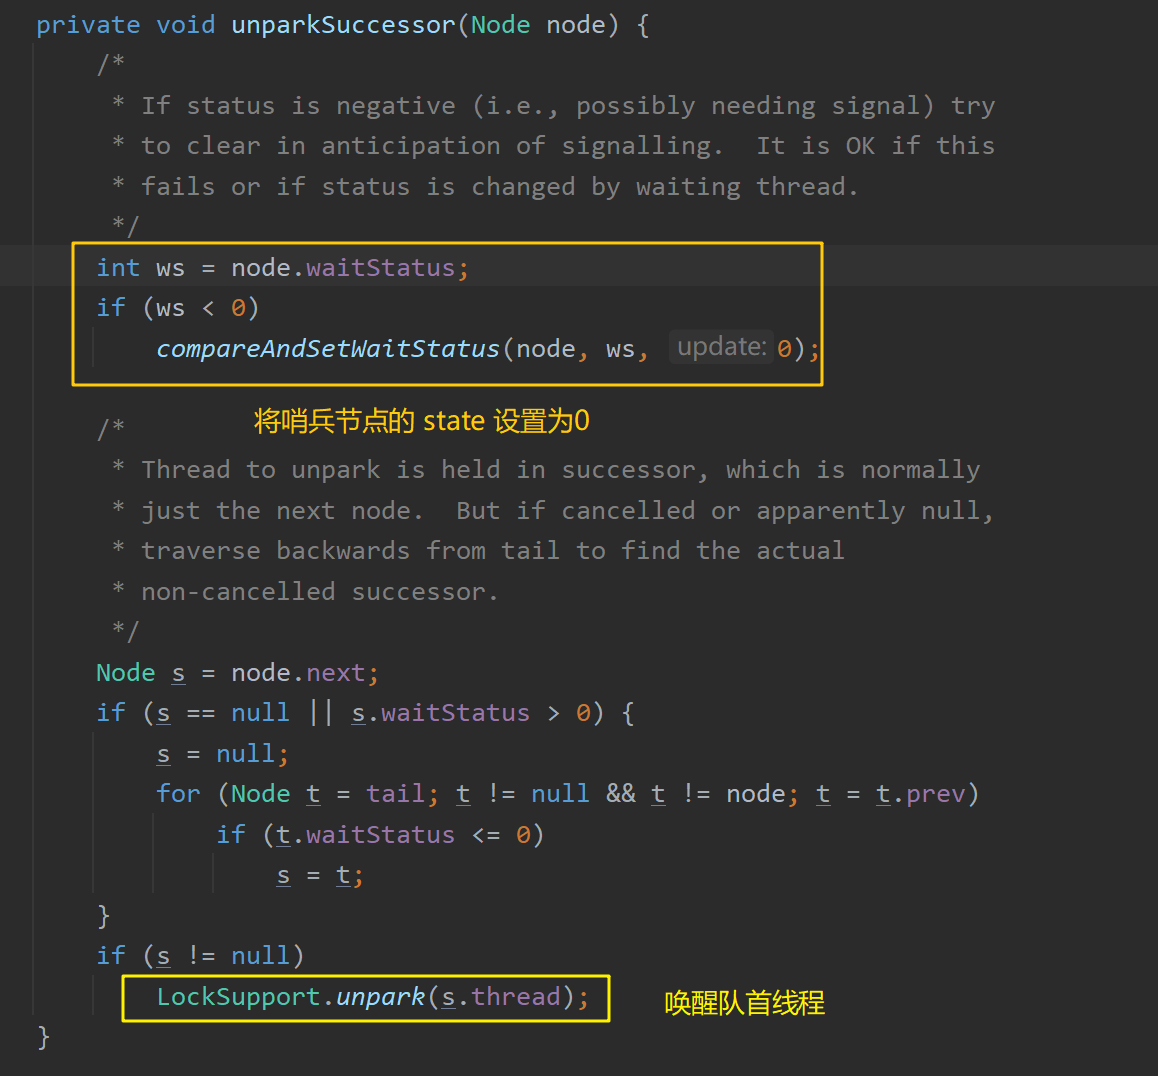 private void unparkSuccessor(Node node) {
/*
* If status is negative (i.e., possibly needing signal) try
* to clear in anticipation of signalling.  It is OK if this
* fails or if status is changed by waiting thread.
*/
int ws = node.waitStatus;
if (ws < 0)
compareAndSetWaitStatus(node, ws, update: 0);
将哨兵节点的 state 设置为0
/*
* Thread to unpark is held in successor, which is normally
* just the next node.  But if cancelled or apparently null,
* traverse backwards from tail to find the actual
* non-cancelled successor.
*/
Node s = node.next;
if (s == null || s.waitStatus > 0) {
s = null;
for (Node t = tail; t != null && t != node; t = t.prev)
if (t.waitStatus <= 0)
s = t;
}
if (s != null)
LockSupport.unpark(s.thread);
唤醒队首线程
}